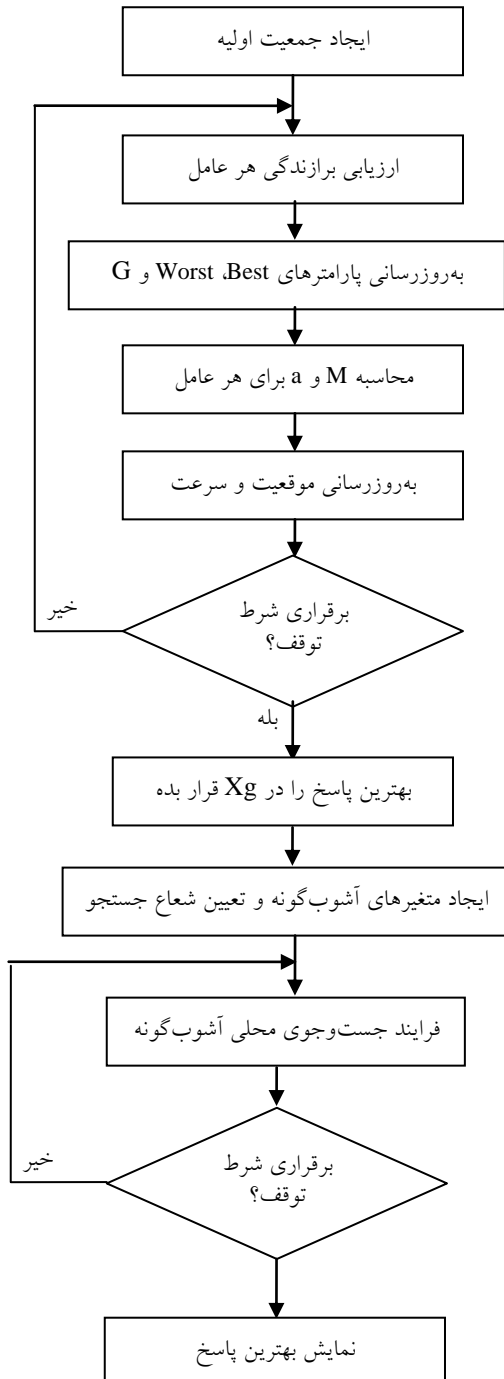 ایجاد جمعیت اولیه
ارزیابی برازندگی هر عامل
به‌روزرسانی پارامترهای Best، Worst و G
محاسبه M و a برای هر عامل
به‌روزرسانی موقعیت و سرعت
برقراری شرط
توقف؟
خیر
بله
بهترین پاسخ را در Xg قرار بده
ایجاد متغیرهای آشوب‌گونه و تعیین شعاع جستجو
فرایند جست‌وجوی محلی آشوب‌گونه
برقراری شرط
توقف؟
خیر
نمایش بهترین پاسخ